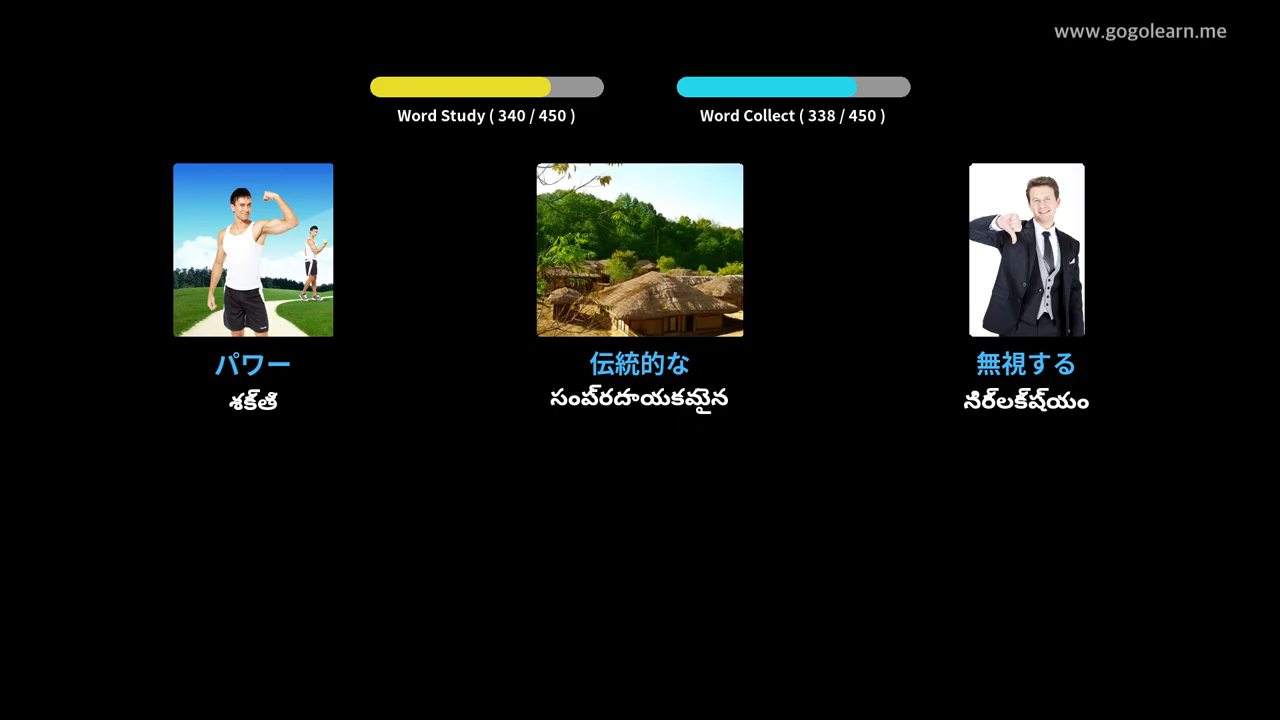 www.gogolearn.me
Word Study ( 340 / 450 )
Word Collect ( 338 / 450 )
パワー
伝統的な
無視する
శక్‌తి
సంప్‌రదాయకమైన
నిర్‌లక్‌ష్‌యం